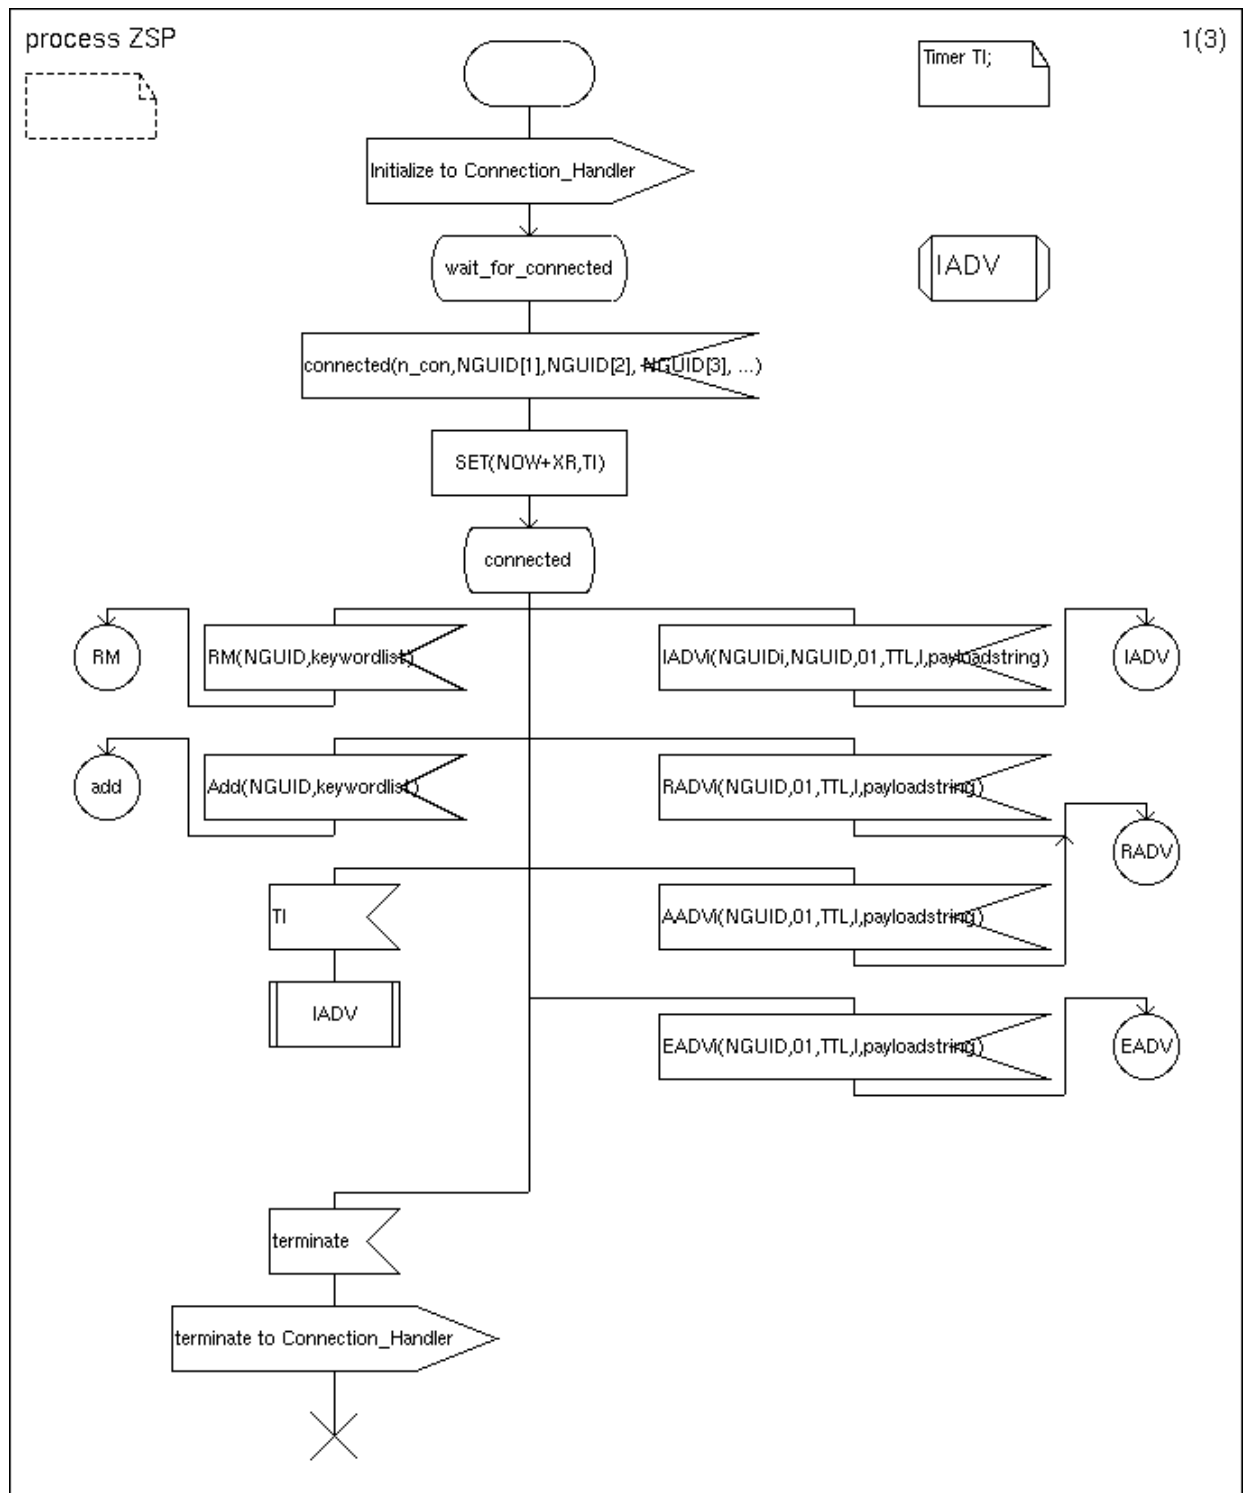 process ZSP
1(3)
Timer TI;
Initialize to Connection_Handler
wait_for_connected
IADV
connected(n_con,NGUID[1],NGUID[2], NGUID[3], ...)
SET(NOW+XR,TI)
connected
RM
RM(NGUID,keywordlist)
IADVi(NGUIDi,NGUID,01,TTL,I,payloadstring)
IADV
add
Add(NGUID,keywordlist)
RADVi(NGUID,01,TTL,I,payloadstring)
RADV
TI
AADVi(NGUID,01,TTL,I,payloadstring)
IADV
EADVi(NGUID,01,TTL,I,payloadstring)
EADV
terminate
terminate to Connection_Handler